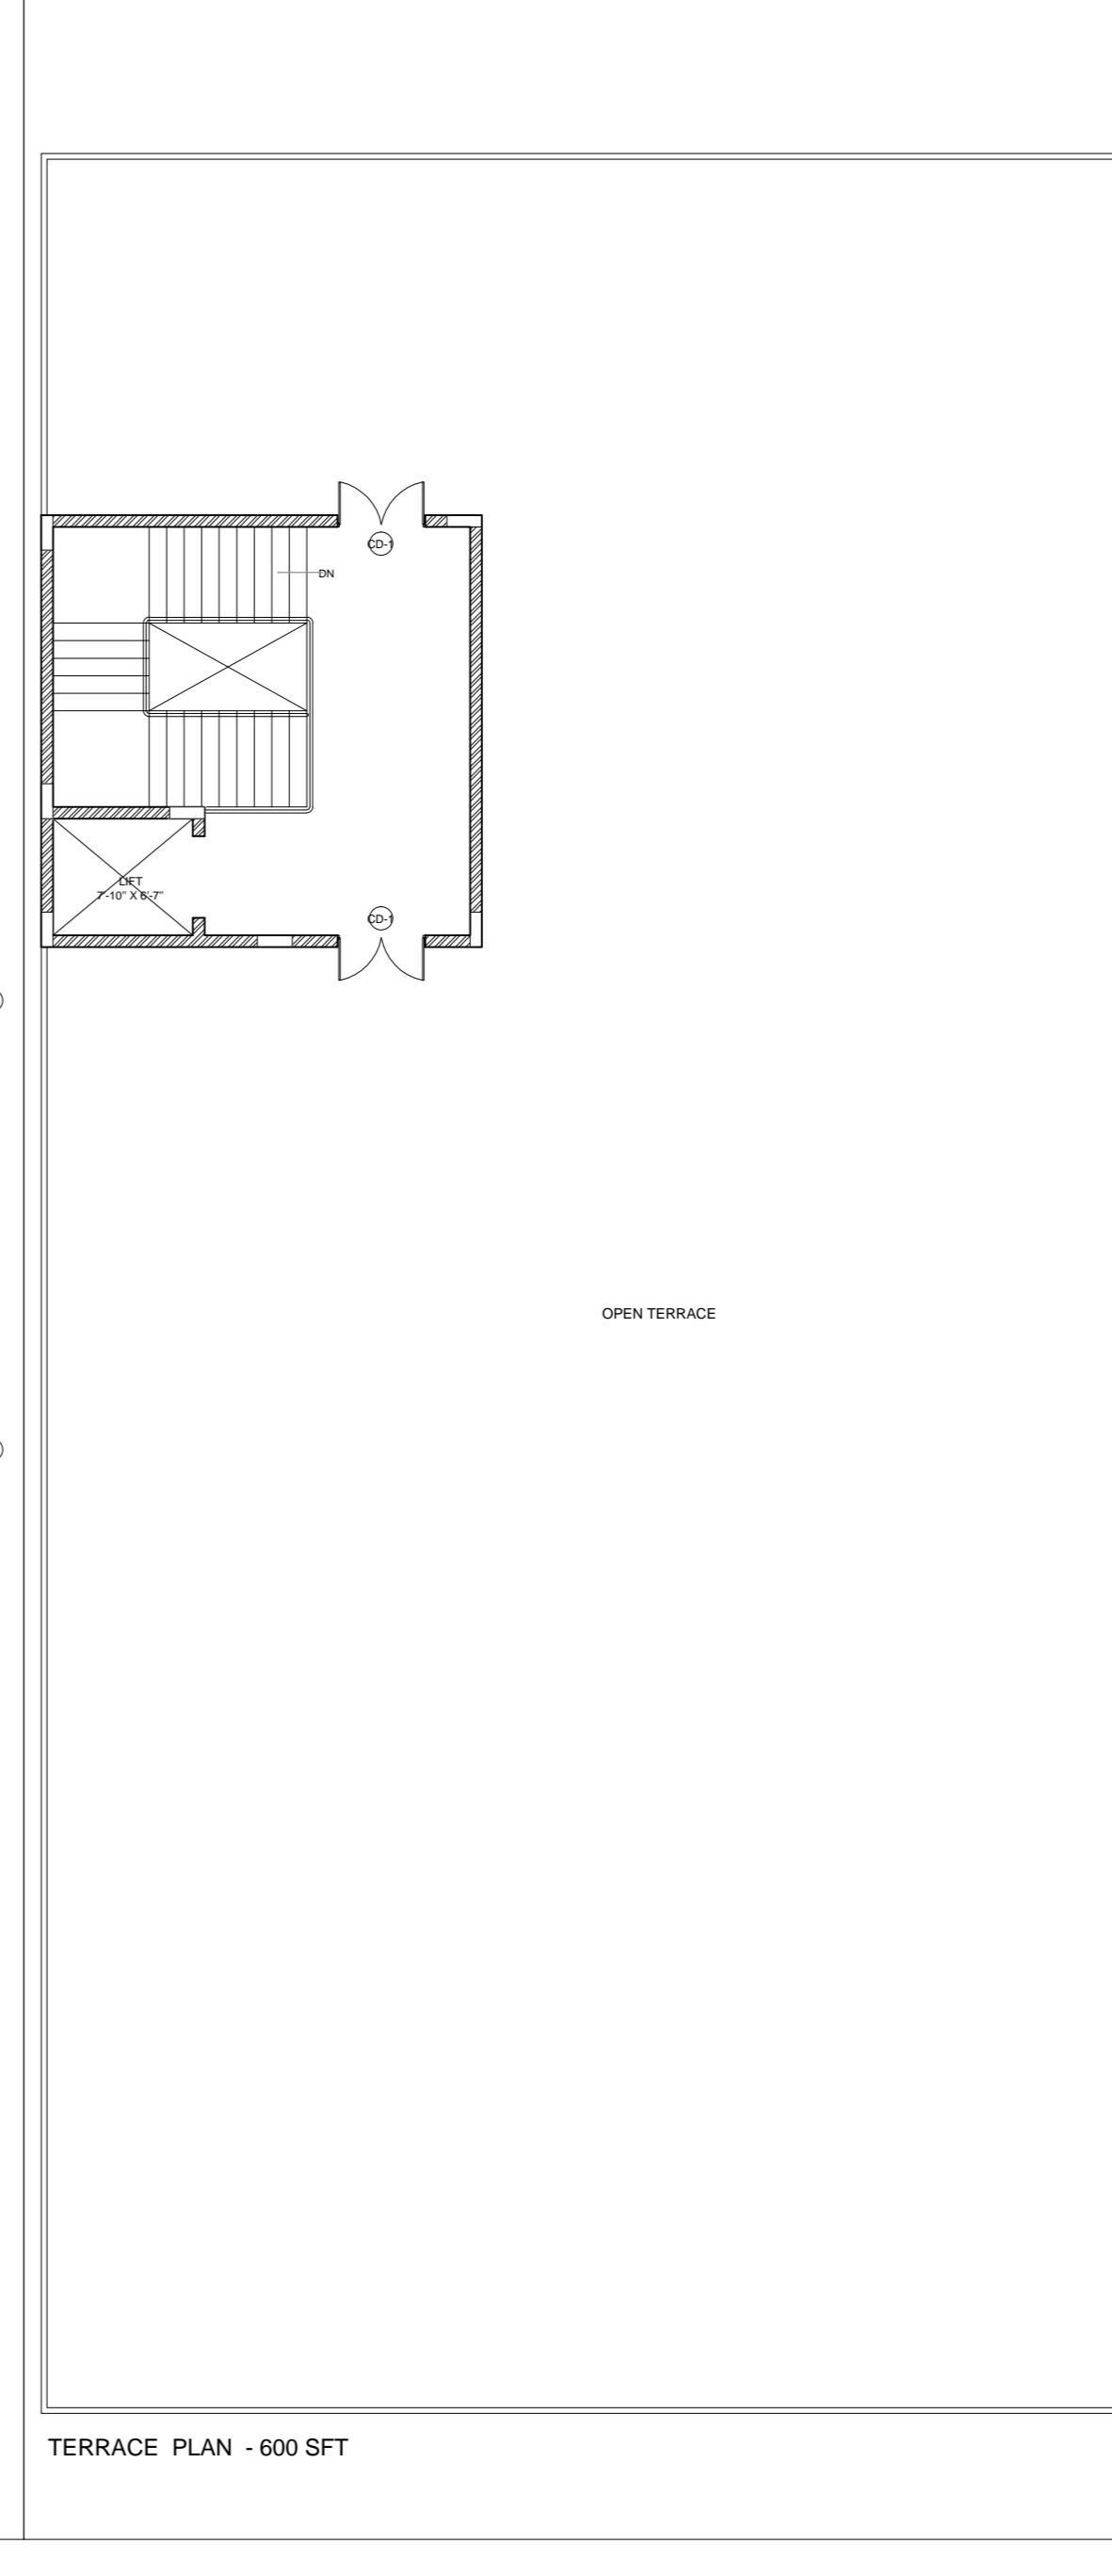 CD-1
DN
LIFT
7'-10" X 6'-7"
CD-1
OPEN TERRACE
TERRACE PLAN - 600 SFT